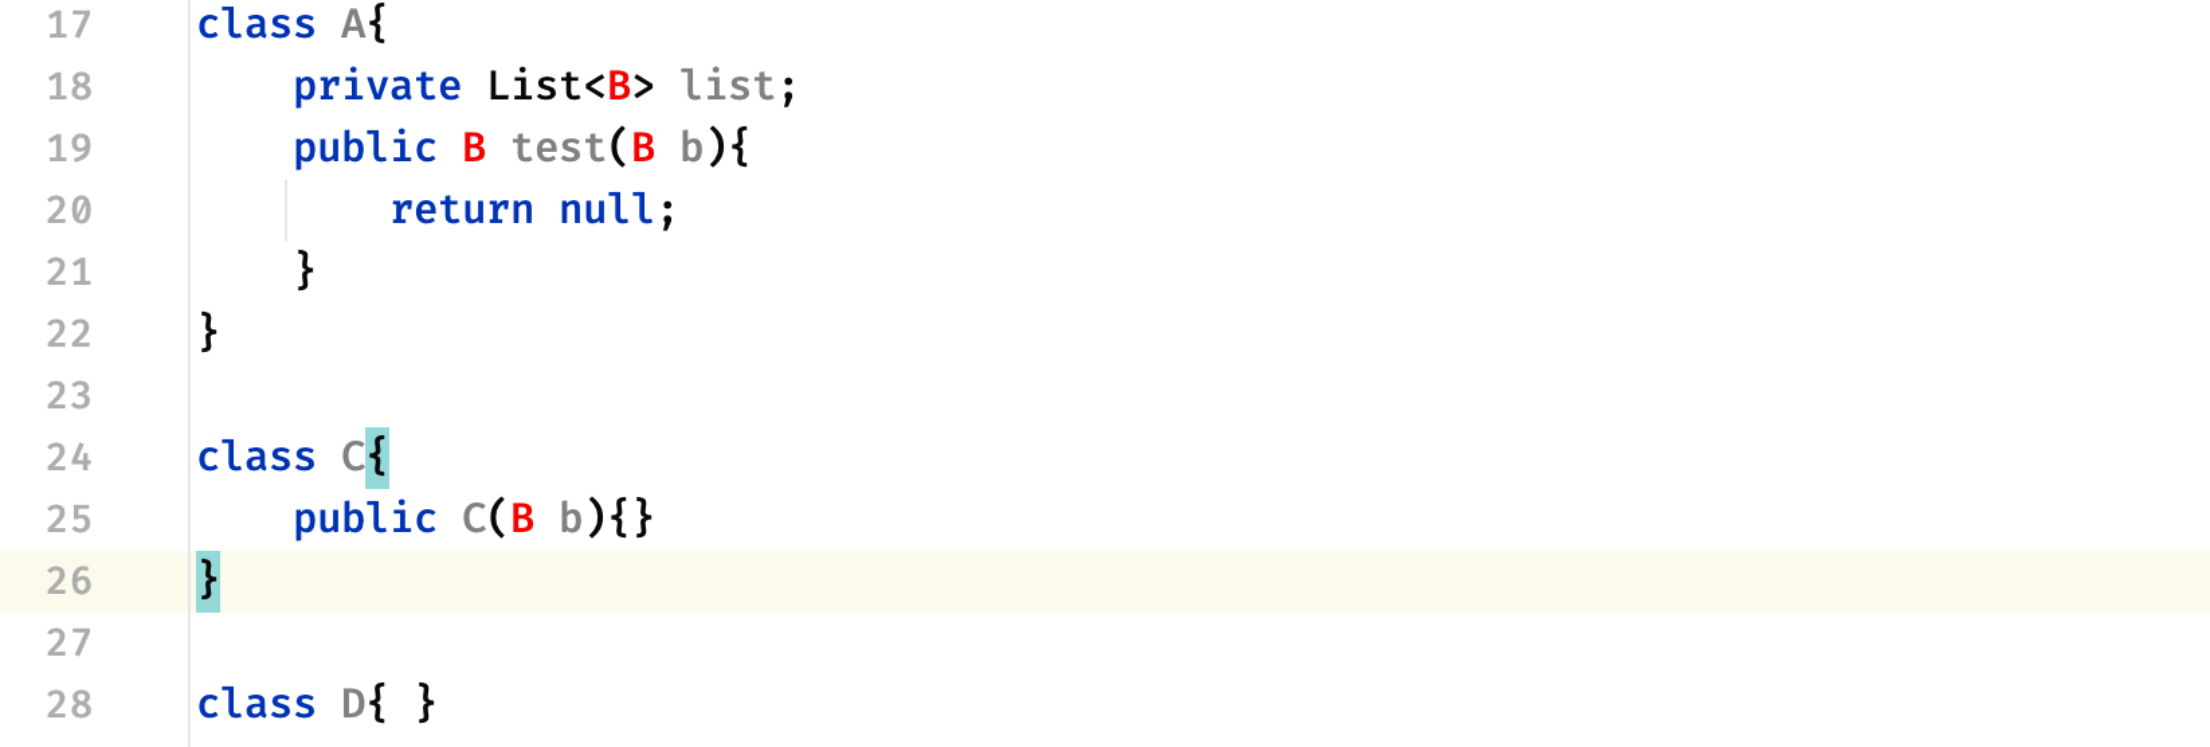 17 class A{
18     private List<B> list;
19     public B test(B b){
20         return null;
21     }
22 }
23
24 class C{
25     public C(B b){}
26 }
27
28 class D{ }